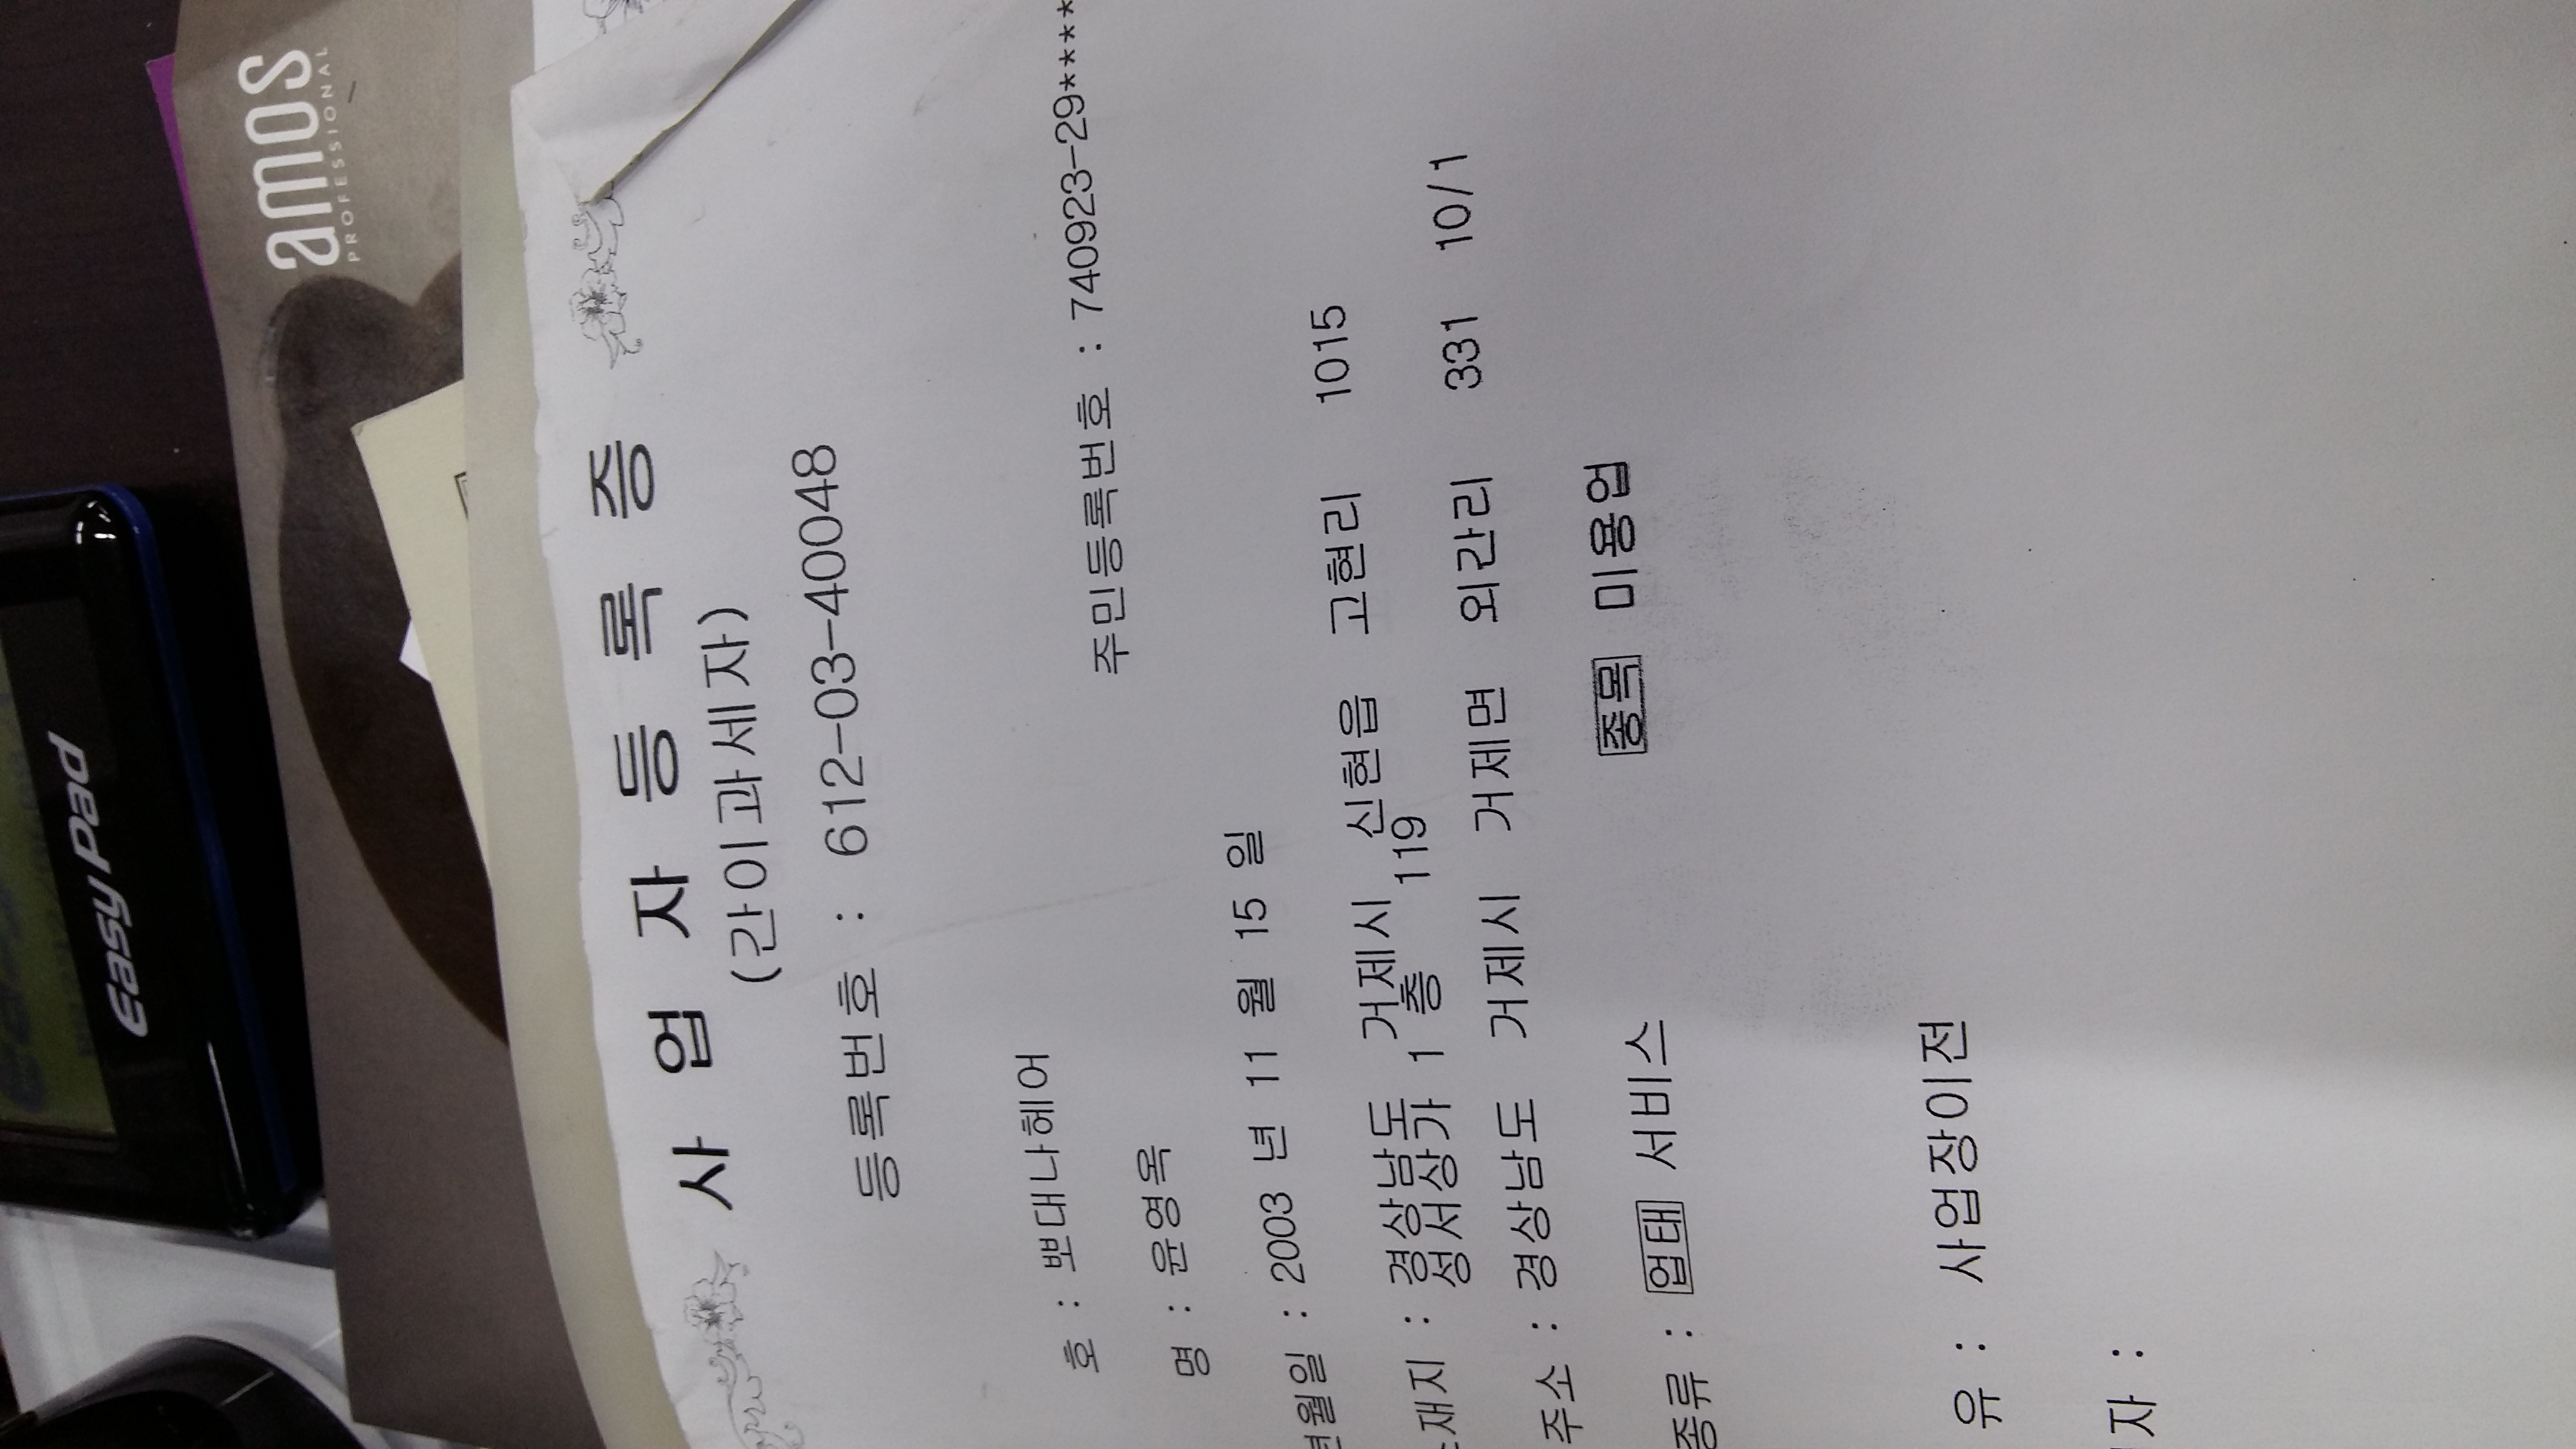 amos
PROFESSIONAL
Easy Pad
사 업 자 등 록 증
(간이과세자)
등록번호 : 612-03-40048
호 : 뽀대나헤어
명 : 윤영옥 주민등록번호 : 740923-29****
년월일 : 2003 년 11 월 15 일
재지 : 경상남도 거제시 신현읍 고현리 1015
성서상가 1 층 119
주소 : 경상남도 거제시 거제면 외간리 331 10/1
종류 : 업태 서비스 종목 미용업
유 : 사업장이전
자 :